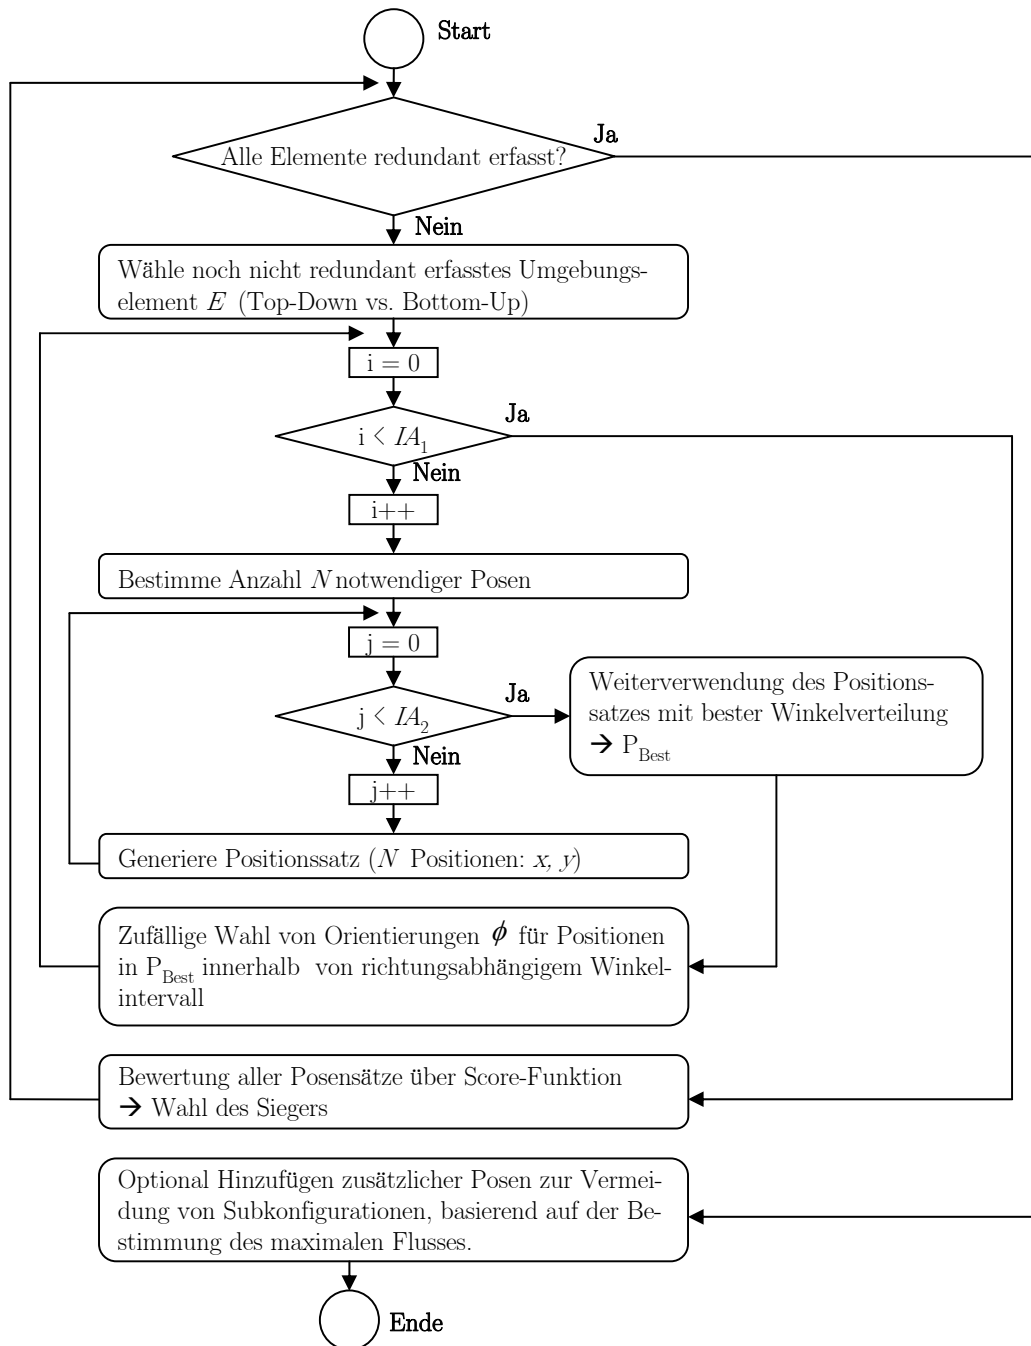 Start
Ja
Alle Elemente redundant erfasst?
Nein
Wähle noch nicht redundant erfasstes Umgebungs-
element E (Top-Down vs. Bottom-Up)
i = 0
Ja
i < IA₁
Nein
i++
Bestimme Anzahl N notwendiger Posen
j = 0
Ja
j < IA₂
Nein
j++
Weiterverwendung des Positions-
satzes mit bester Winkelverteilung
→ P_Best
Generiere Positionssatz (N Positionen: x, y)
Zufällige Wahl von Orientierungen ϕ für Positionen
in P_Best innerhalb von richtungsabhängigem Winkel-
intervall
Bewertung aller Posensätze über Score-Funktion
→ Wahl des Siegers
Optional Hinzufügen zusätzlicher Posen zur Vermei-
dung von Subkonfigurationen, basierend auf der Be-
stimmung des maximalen Flusses.
Ende